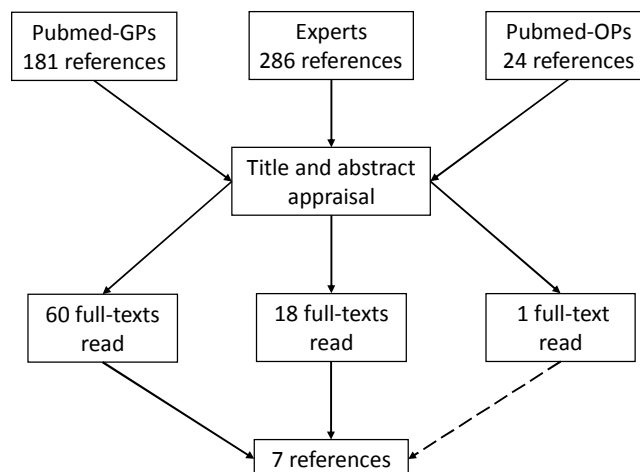 Pubmed-GPs
181 references
Experts
286 references
Pubmed-OPs
24 references
Title and abstract
appraisal
60 full-texts
read
18 full-texts
read
1 full-text
read
7 references